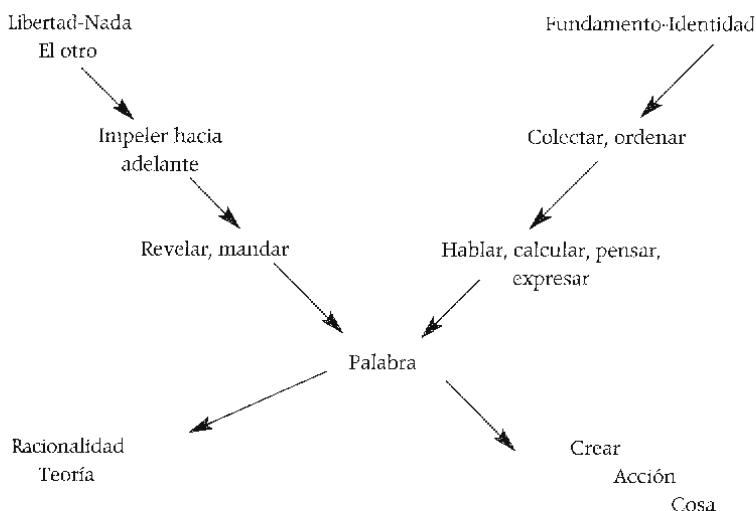 Libertad-Nada
El otro
Fundamento-Identidad
Impeler hacia
adelante
Colectar, ordenar
Revelar, mandar
Hablar, calcular, pensar,
expresar
Palabra
Racionalidad
Teoría
Crear
Acción
Cosa